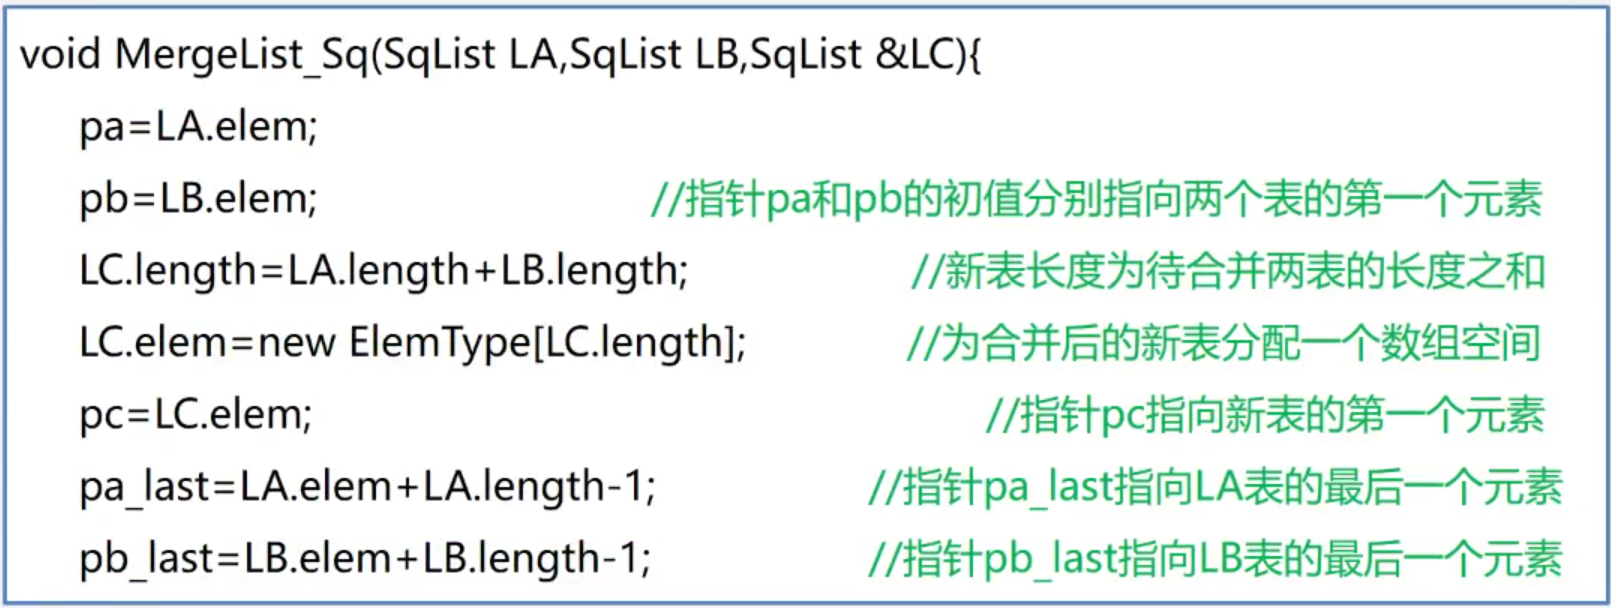 void MergeList_Sq(SqList LA,SqList LB,SqList &LC){
pa=LA.elem;
pb=LB.elem; //指针pa和pb的初值分别指向两个表的第一个元素
LC.length=LA.length+LB.length; //新表长度为待合并两表的长度之和
LC.elem=new ElemType[LC.length]; //为合并后的新表分配一个数组空间
pc=LC.elem; //指针pc指向新表的第一个元素
pa_last=LA.elem+LA.length-1; //指针pa_last指向LA表的最后一个元素
pb_last=LB.elem+LB.length-1; //指针pb_last指向LB表的最后一个元素